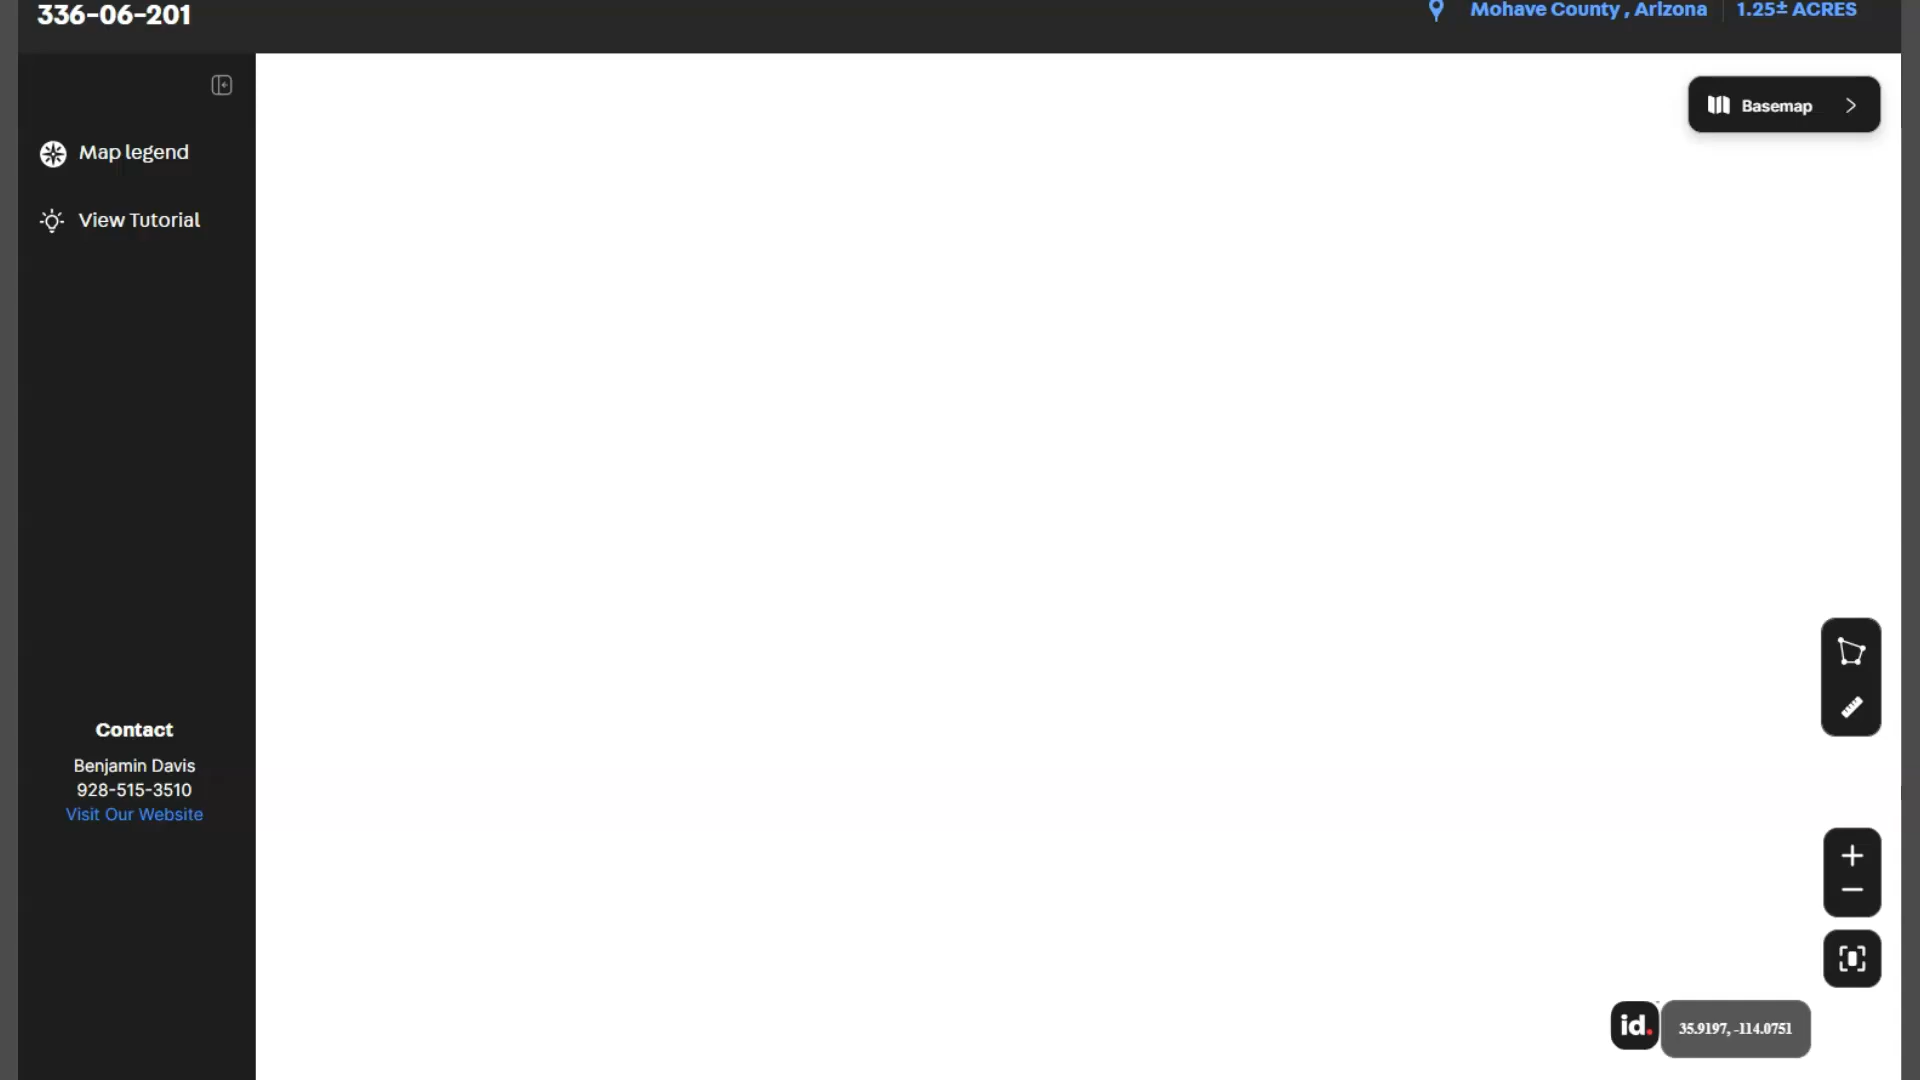 336-06-201
Mohave County , Arizona
1.25± ACRES
Basemap
Map legend
View Tutorial
Contact
Benjamin Davis
928-515-3510
Visit Our Website
id.
35.9197, -114.0751